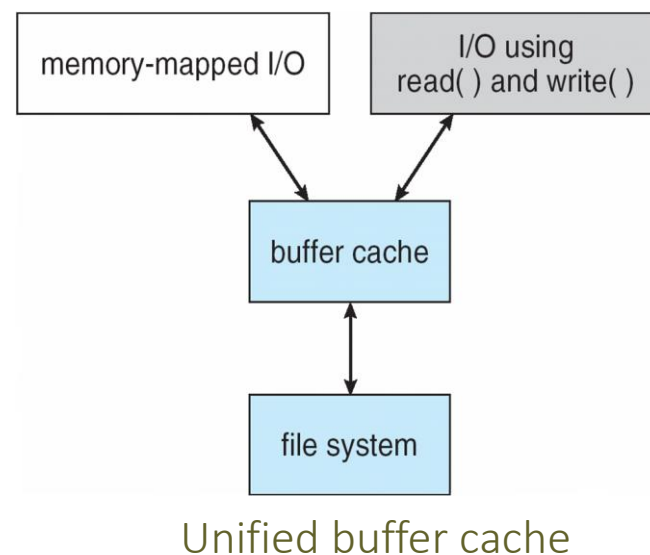 memory-mapped I/O
I/O using
read( ) and write( )
buffer cache
file system
Unified buffer cache